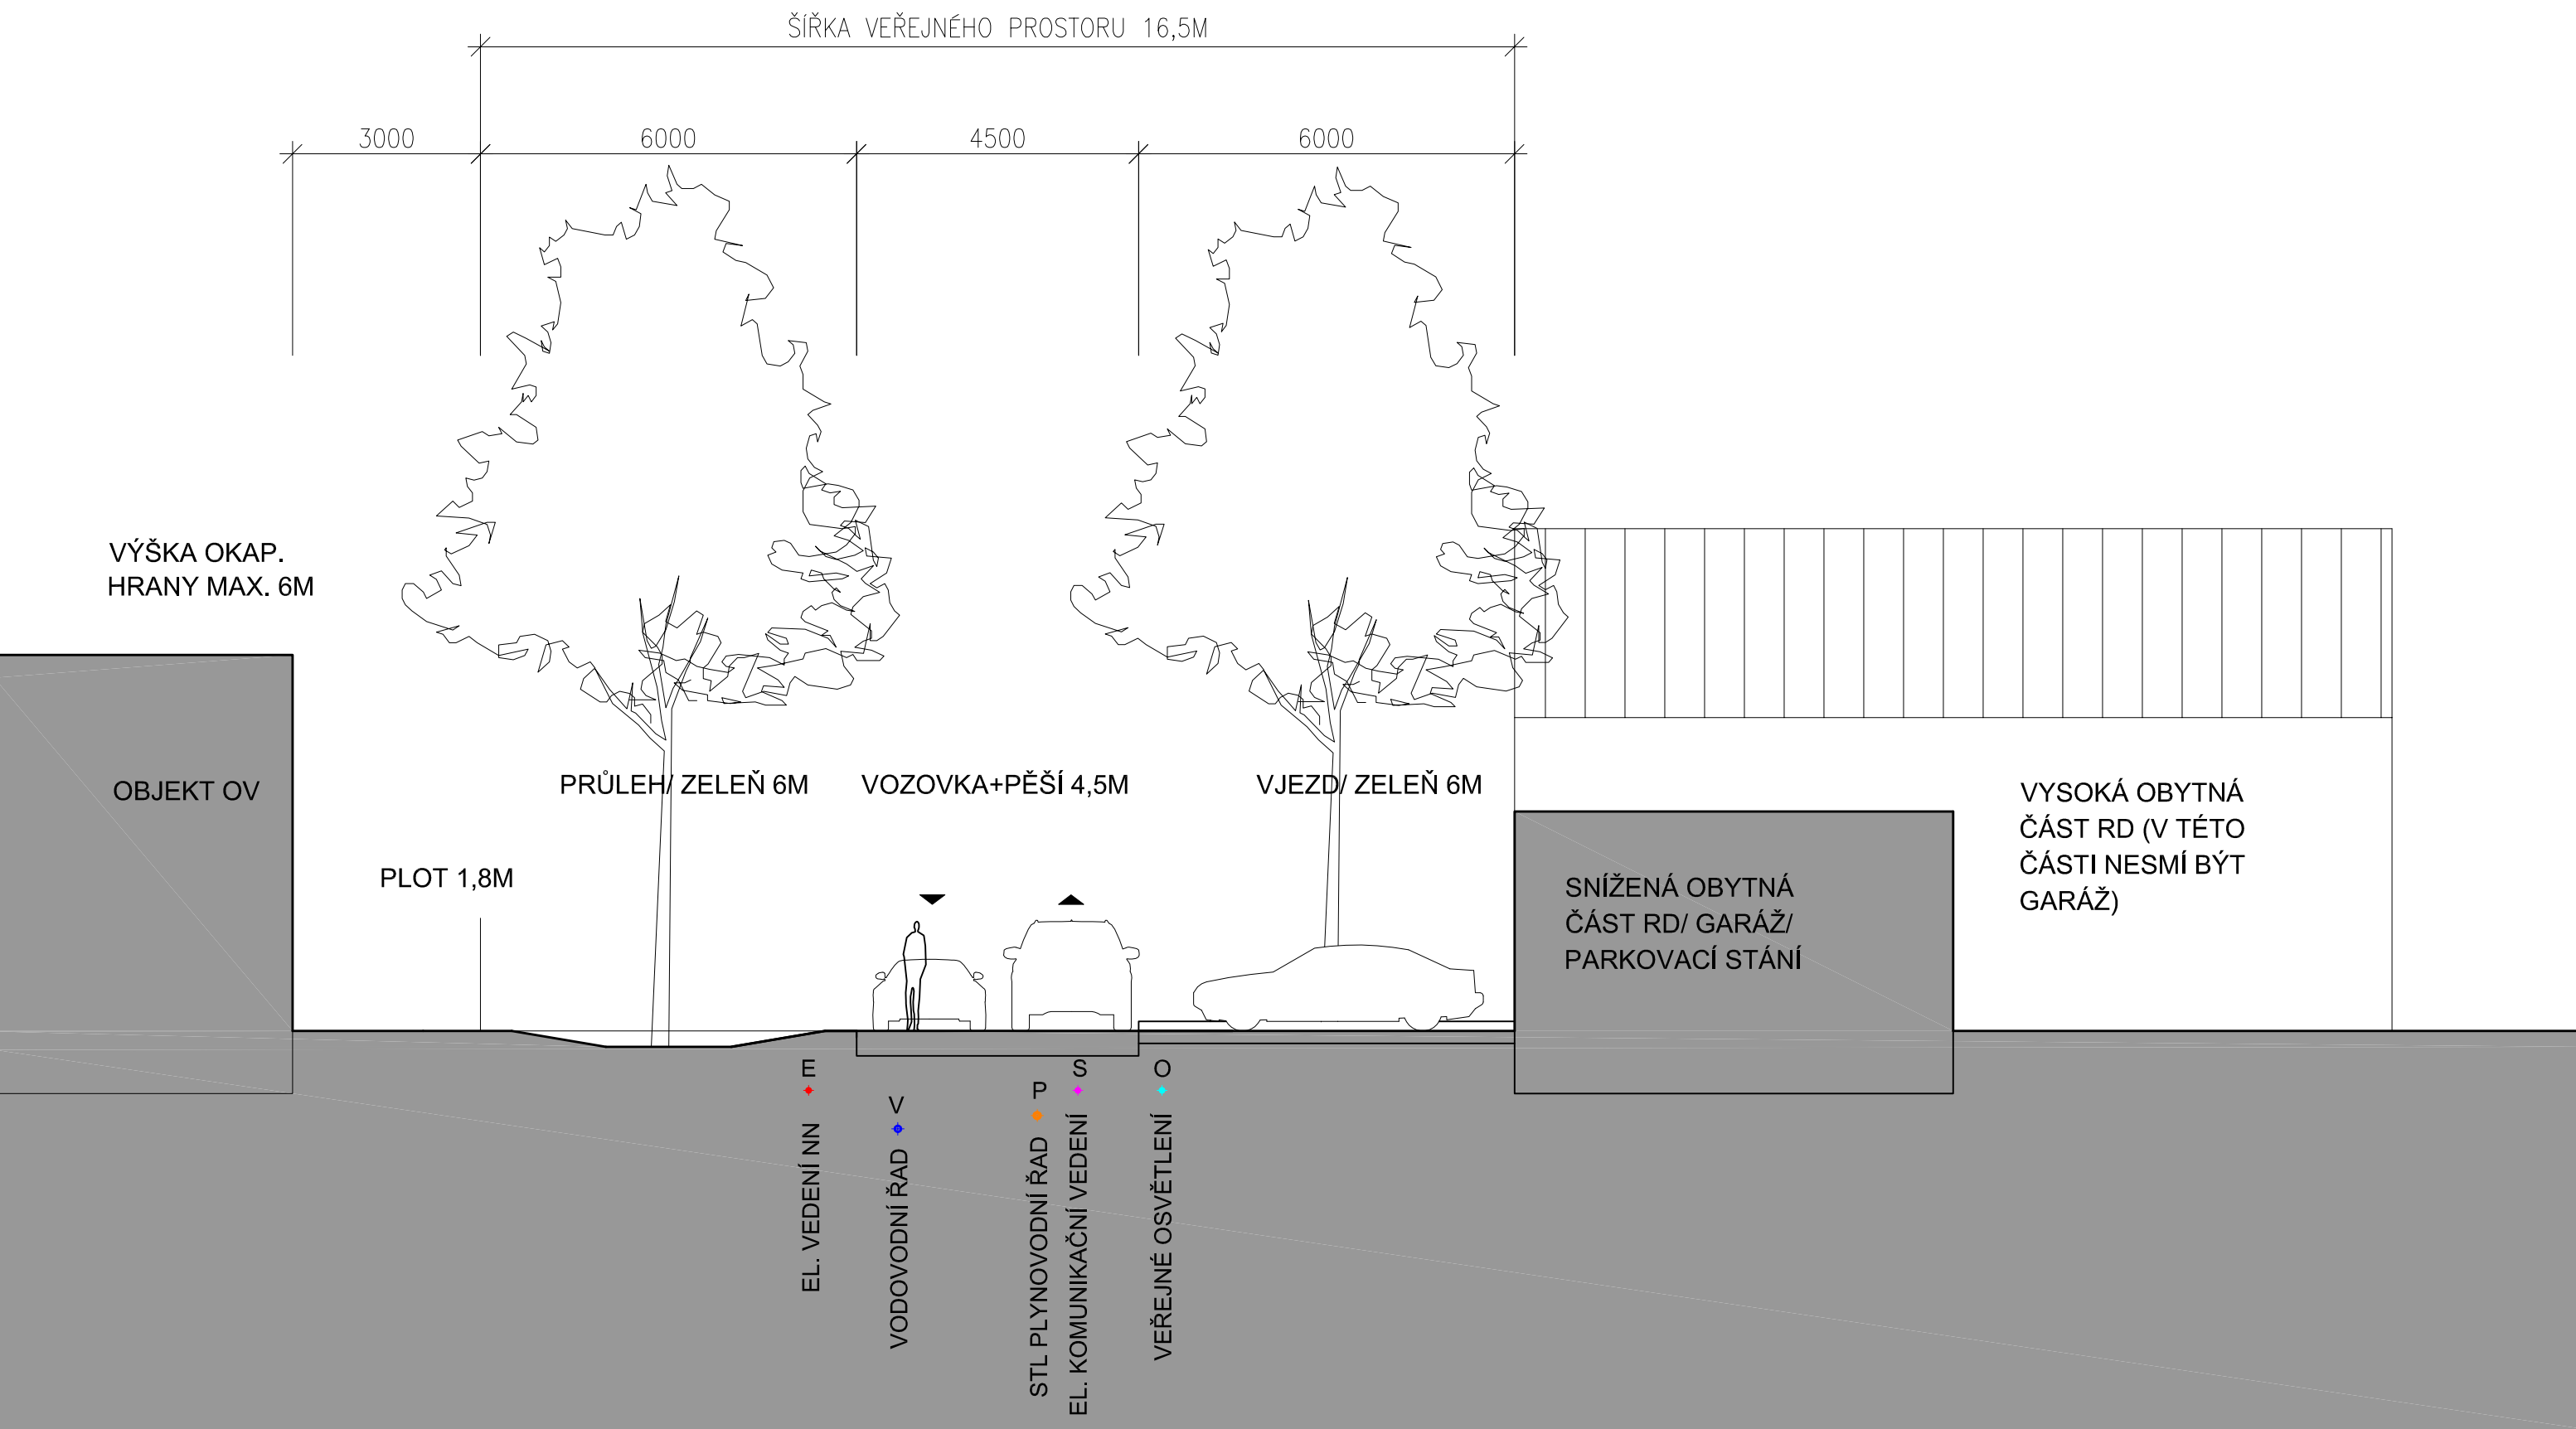 ŠÍŘKA VEŘEJNÉHO PROSTORU 16,5M
3000
6000
4500
6000
VÝŠKA OKAP.
HRANY MAX. 6M
OBJEKT OV
PLOT 1,8M
PRŮLEH/ ZELEŇ 6M
VOZOVKA+PĚŠÍ 4,5M
VJEZD/ ZELEŇ 6M
SNÍŽENÁ OBYTNÁ
ČÁST RD/ GARÁŽ/
PARKOVACÍ STÁNÍ
VYSOKÁ OBYTNÁ
ČÁST RD (V TÉTO
ČÁSTI NESMÍ BÝT
GARÁŽ)
E
EL. VEDENÍ NN
V
VODOVODNÍ ŘAD
P
STL PLYNOVODNÍ ŘAD
S
EL. KOMUNIKAČNÍ VEDENÍ
O
VEŘEJNÉ OSVĚTLENÍ